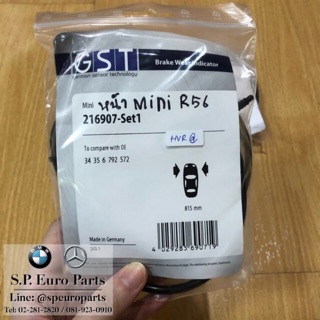 GST
german sensor technology
Brake Wear Indicator
Mini หน้า Mini R56
216907-Set1
HVR@
To compare with OE
34 35 6 792 572
815 mm
Made in Germany
4 029285 690719
S.P. Euro Parts
Line: @speuroparts
Tel: 02-281-2820 / 081-923-0910